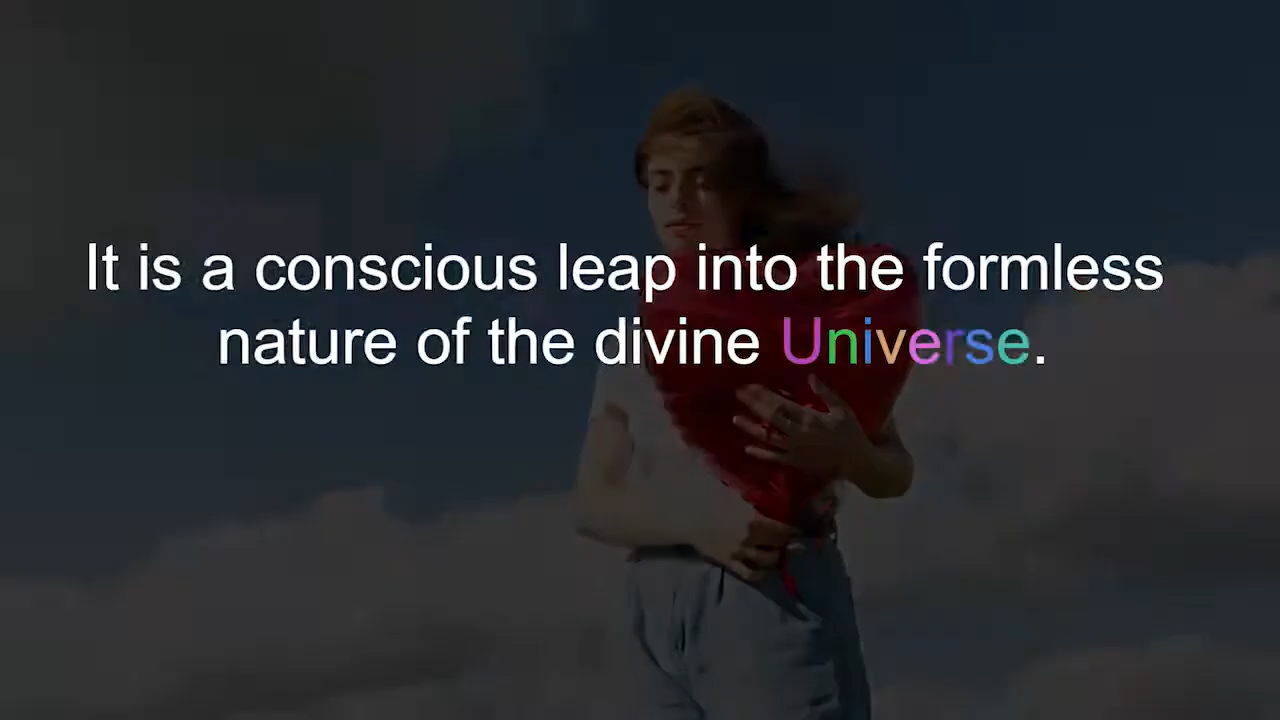 It is a conscious leap into the formless
nature of the divine Universe.